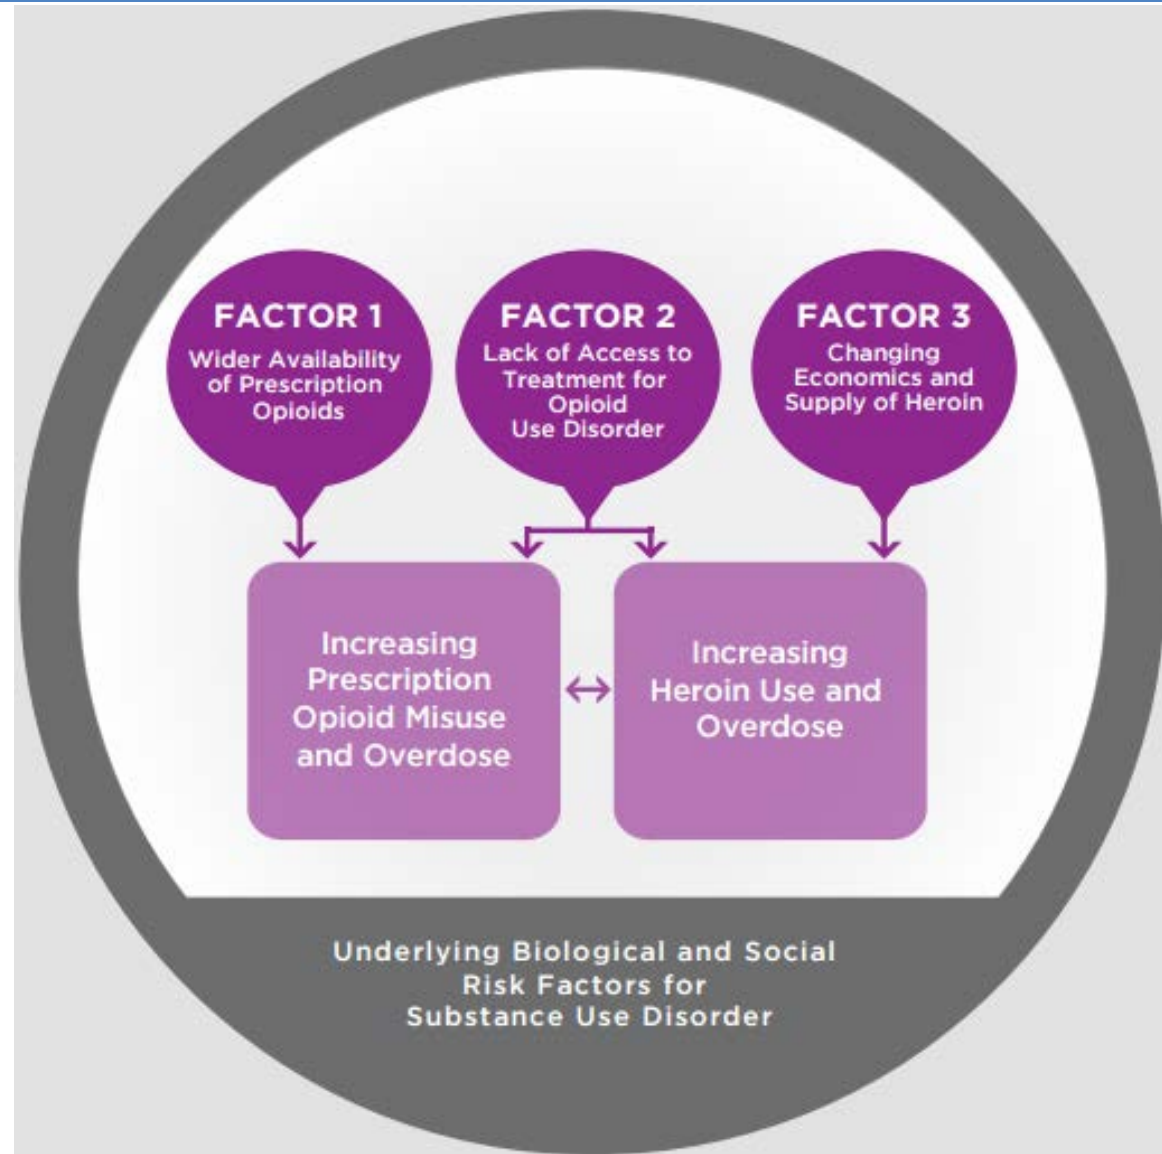 FACTOR 1
Wider Availability
of Prescription
Opioids
FACTOR 2
Lack of Access to
Treatment for
Opioid
Use Disorder
FACTOR 3
Changing
Economics and
Supply of Heroin
Increasing
Prescription
Opioid Misuse
and Overdose
Increasing
Heroin Use and
Overdose
Underlying Biological and Social
Risk Factors for
Substance Use Disorder